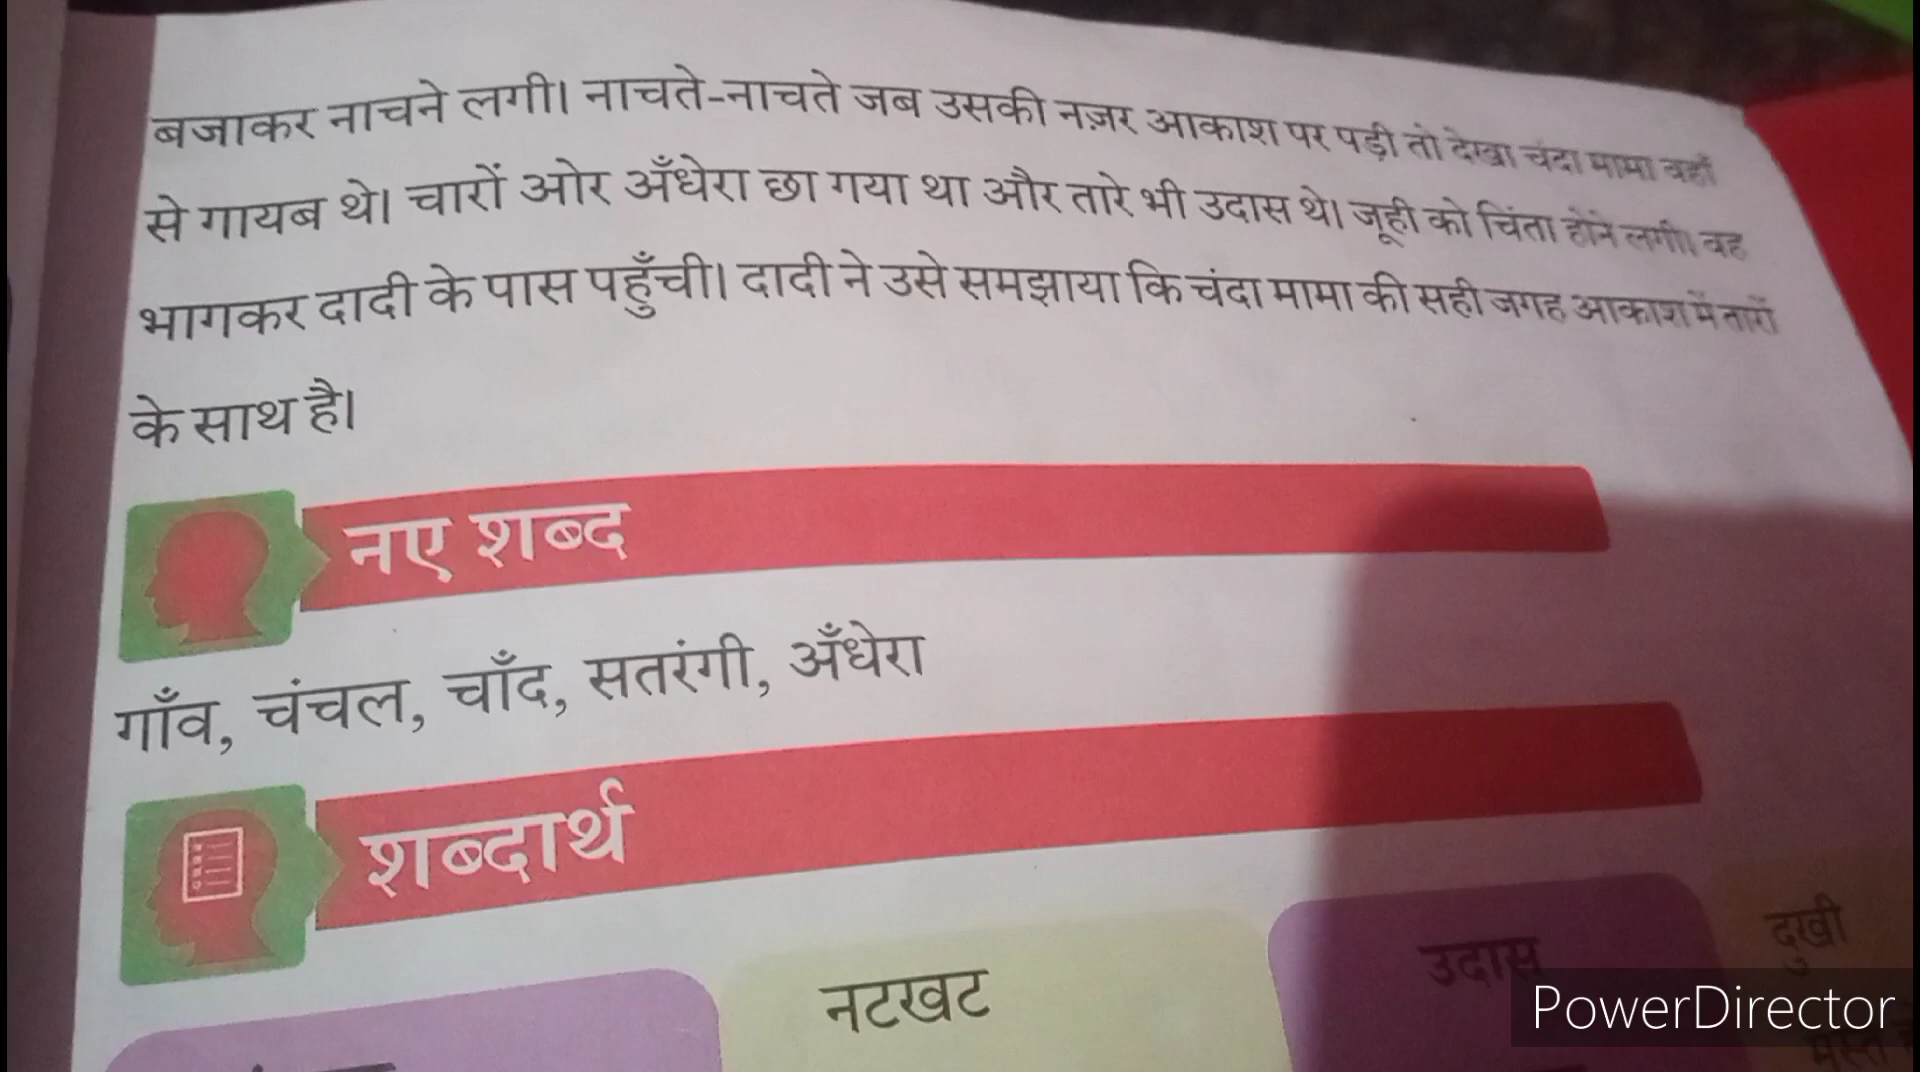 बजाकर नाचने लगी। नाचते-नाचते जब उसकी नज़र आकाश पर पड़ी तो देखा चंदा मामा वहाँ
से गायब थे। चारों ओर अँधेरा छा गया था और तारे भी उदास थे। जूही को चिंता होने लगी। वह
भागकर दादी के पास पहुँची। दादी ने उसे समझाया कि चंदा मामा की सही जगह आकाश में तारों
के साथ है।
नए शब्द
गाँव, चंचल, चाँद, सतरंगी, अँधेरा
शब्दार्थ
नटखट उदास दुखी
PowerDirector